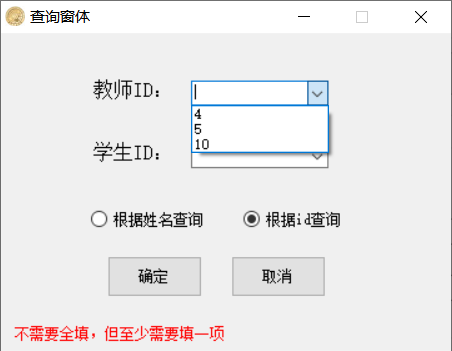 查询窗体
教师ID：
4
5
10
学生ID：
根据姓名查询 根据id查询
确定 取消
不需要全填，但至少需要填一项